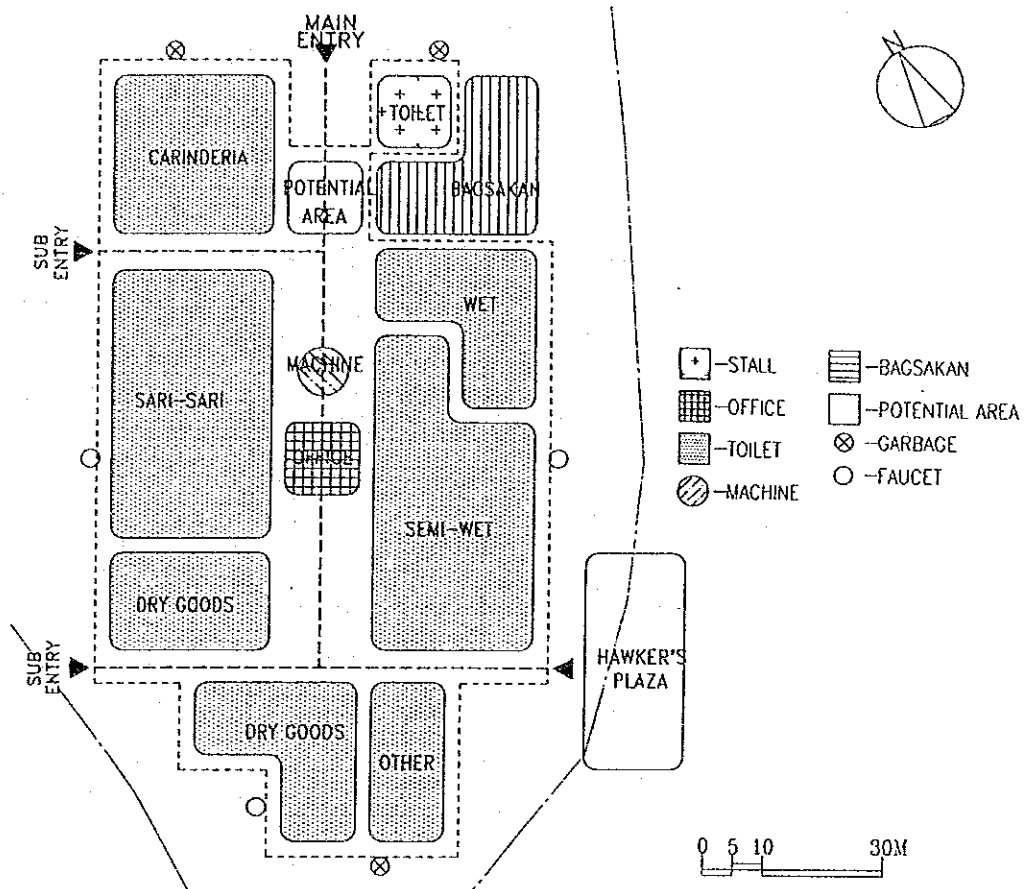 MAIN
ENTRY
N
TOILET
CARINDERIA
POTENTIAL
AREA
BAGSAKAN
SUB
ENTRY
WET
MACHINE
SARI-SARI
OFFICE
SEMI-WET
DRY GOODS
SUB
ENTRY
HAWKER'S
PLAZA
DRY GOODS
OTHER
-STALL
-OFFICE
-TOILET
-MACHINE
-BAGSAKAN
-POTENTIAL AREA
-GARBAGE
-FAUCET
0 5 10 30M